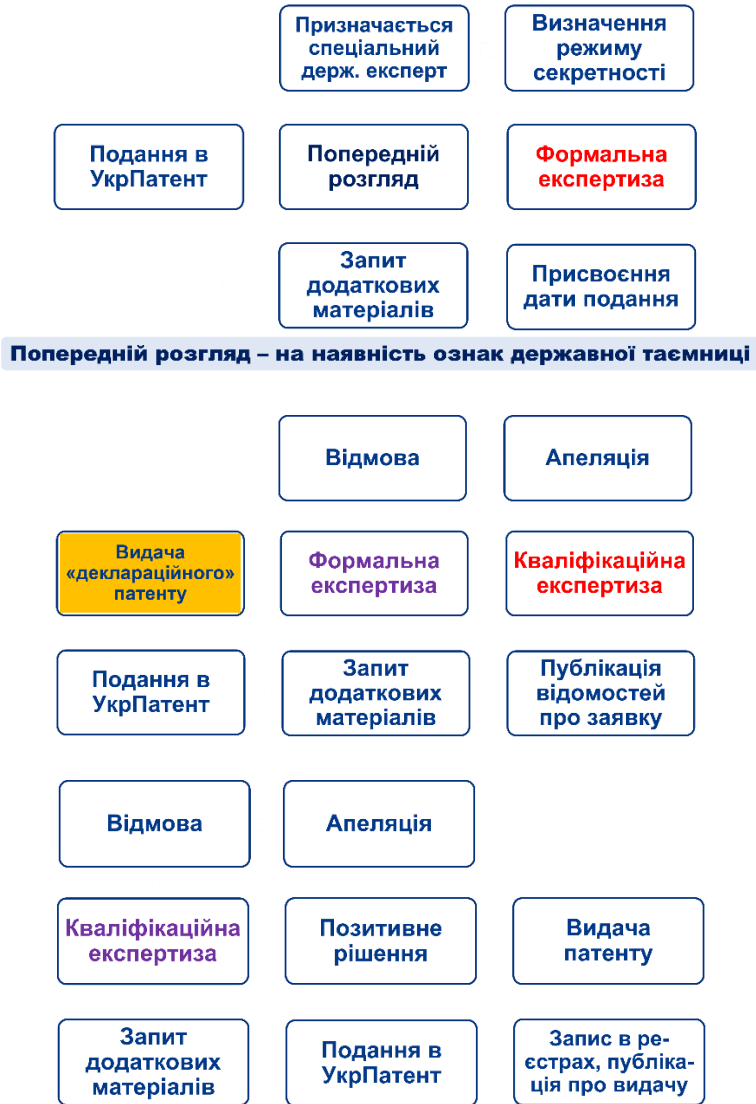 Призначається
спеціальний
держ. експерт
Визначення
режиму
секретності
Подання в
УкрПатент
Попередній
розгляд
Формальна
експертиза
Запит
додаткових
матеріалів
Присвоєння
дати подання
Попередній розгляд – на наявність ознак державної таємниці
Відмова
Апеляція
Видача
«деклараційного»
патенту
Формальна
експертиза
Кваліфікаційна
експертиза
Подання в
УкрПатент
Запит
додаткових
матеріалів
Публікація
відомостей
про заявку
Відмова
Апеляція
Кваліфікаційна
експертиза
Позитивне
рішення
Видача
патенту
Запит
додаткових
матеріалів
Подання в
УкрПатент
Запис в ре-
єстрах, публіка-
ція про видачу